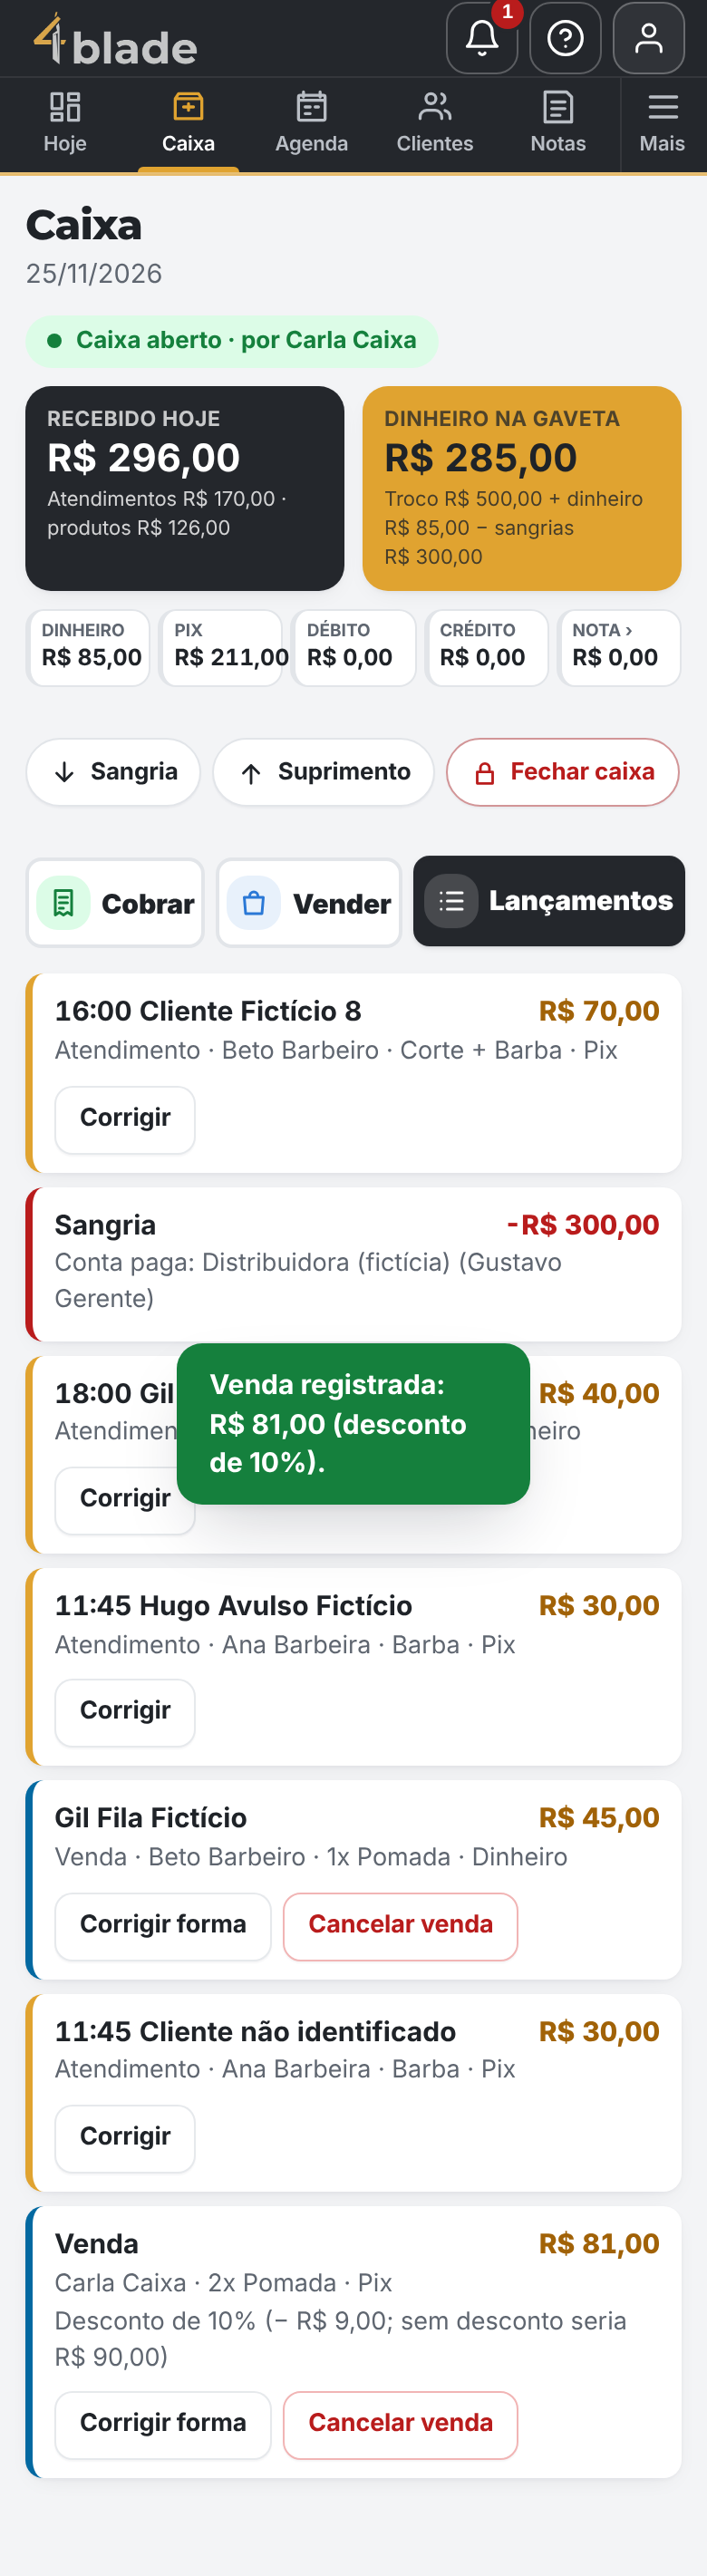 4blade
1
Hoje
Caixa
Agenda
Clientes
Notas
Mais
Caixa
25/11/2026
Caixa aberto · por Carla Caixa
RECEBIDO HOJE
R$ 296,00
Atendimentos R$ 170,00 ·
produtos R$ 126,00
DINHEIRO NA GAVETA
R$ 285,00
Troco R$ 500,00 + dinheiro
R$ 85,00 − sangrias
R$ 300,00
DINHEIRO
R$ 85,00
PIX
R$ 211,00
DÉBITO
R$ 0,00
CRÉDITO
R$ 0,00
NOTA ›
R$ 0,00
Sangria
Suprimento
Fechar caixa
Cobrar
Vender
Lançamentos
16:00 Cliente Fictício 8
R$ 70,00
Atendimento · Beto Barbeiro · Corte + Barba · Pix
Corrigir
Sangria
-R$ 300,00
Conta paga: Distribuidora (fictícia) (Gustavo
Gerente)
18:00 Gil
R$ 40,00
Venda registrada:
R$ 81,00 (desconto
de 10%).
Corrigir
11:45 Hugo Avulso Fictício
R$ 30,00
Atendimento · Ana Barbeira · Barba · Pix
Corrigir
Gil Fila Fictício
R$ 45,00
Venda · Beto Barbeiro · 1x Pomada · Dinheiro
Corrigir forma
Cancelar venda
11:45 Cliente não identificado
R$ 30,00
Atendimento · Ana Barbeira · Barba · Pix
Corrigir
Venda
R$ 81,00
Carla Caixa · 2x Pomada · Pix
Desconto de 10% (− R$ 9,00; sem desconto seria
R$ 90,00)
Corrigir forma
Cancelar venda